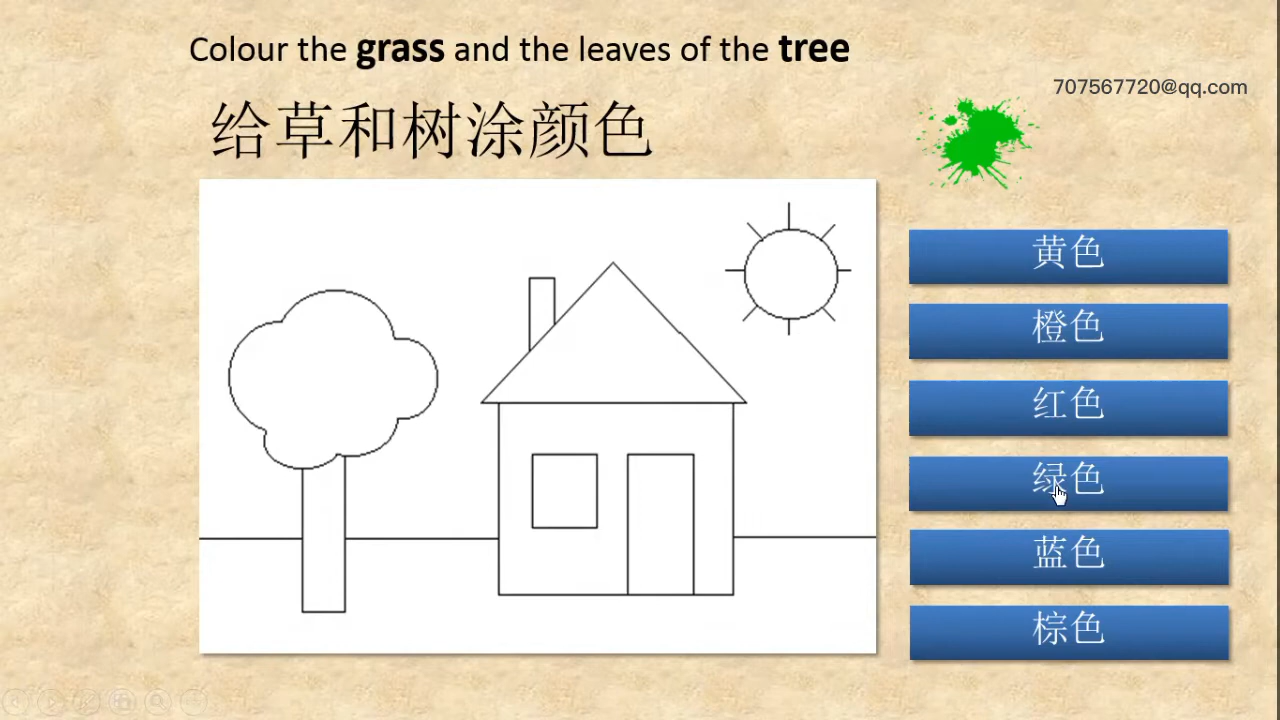 Colour the grass and the leaves of the tree
707567720@qq.com
给草和树涂颜色
黄色
橙色
红色
绿色
蓝色
棕色